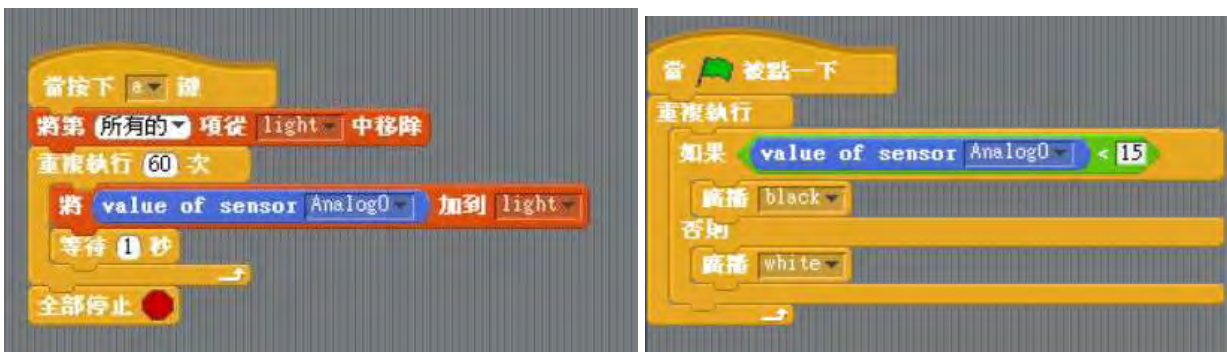 當按下 a 鍵
將第 所有的 項從 light 中移除
重複執行 60 次
將 value of sensor Analog0 加到 light
等待 1 秒
全部停止
當 被點一下
重複執行
如果 value of sensor Analog0 < 15
廣播 black
否則
廣播 white